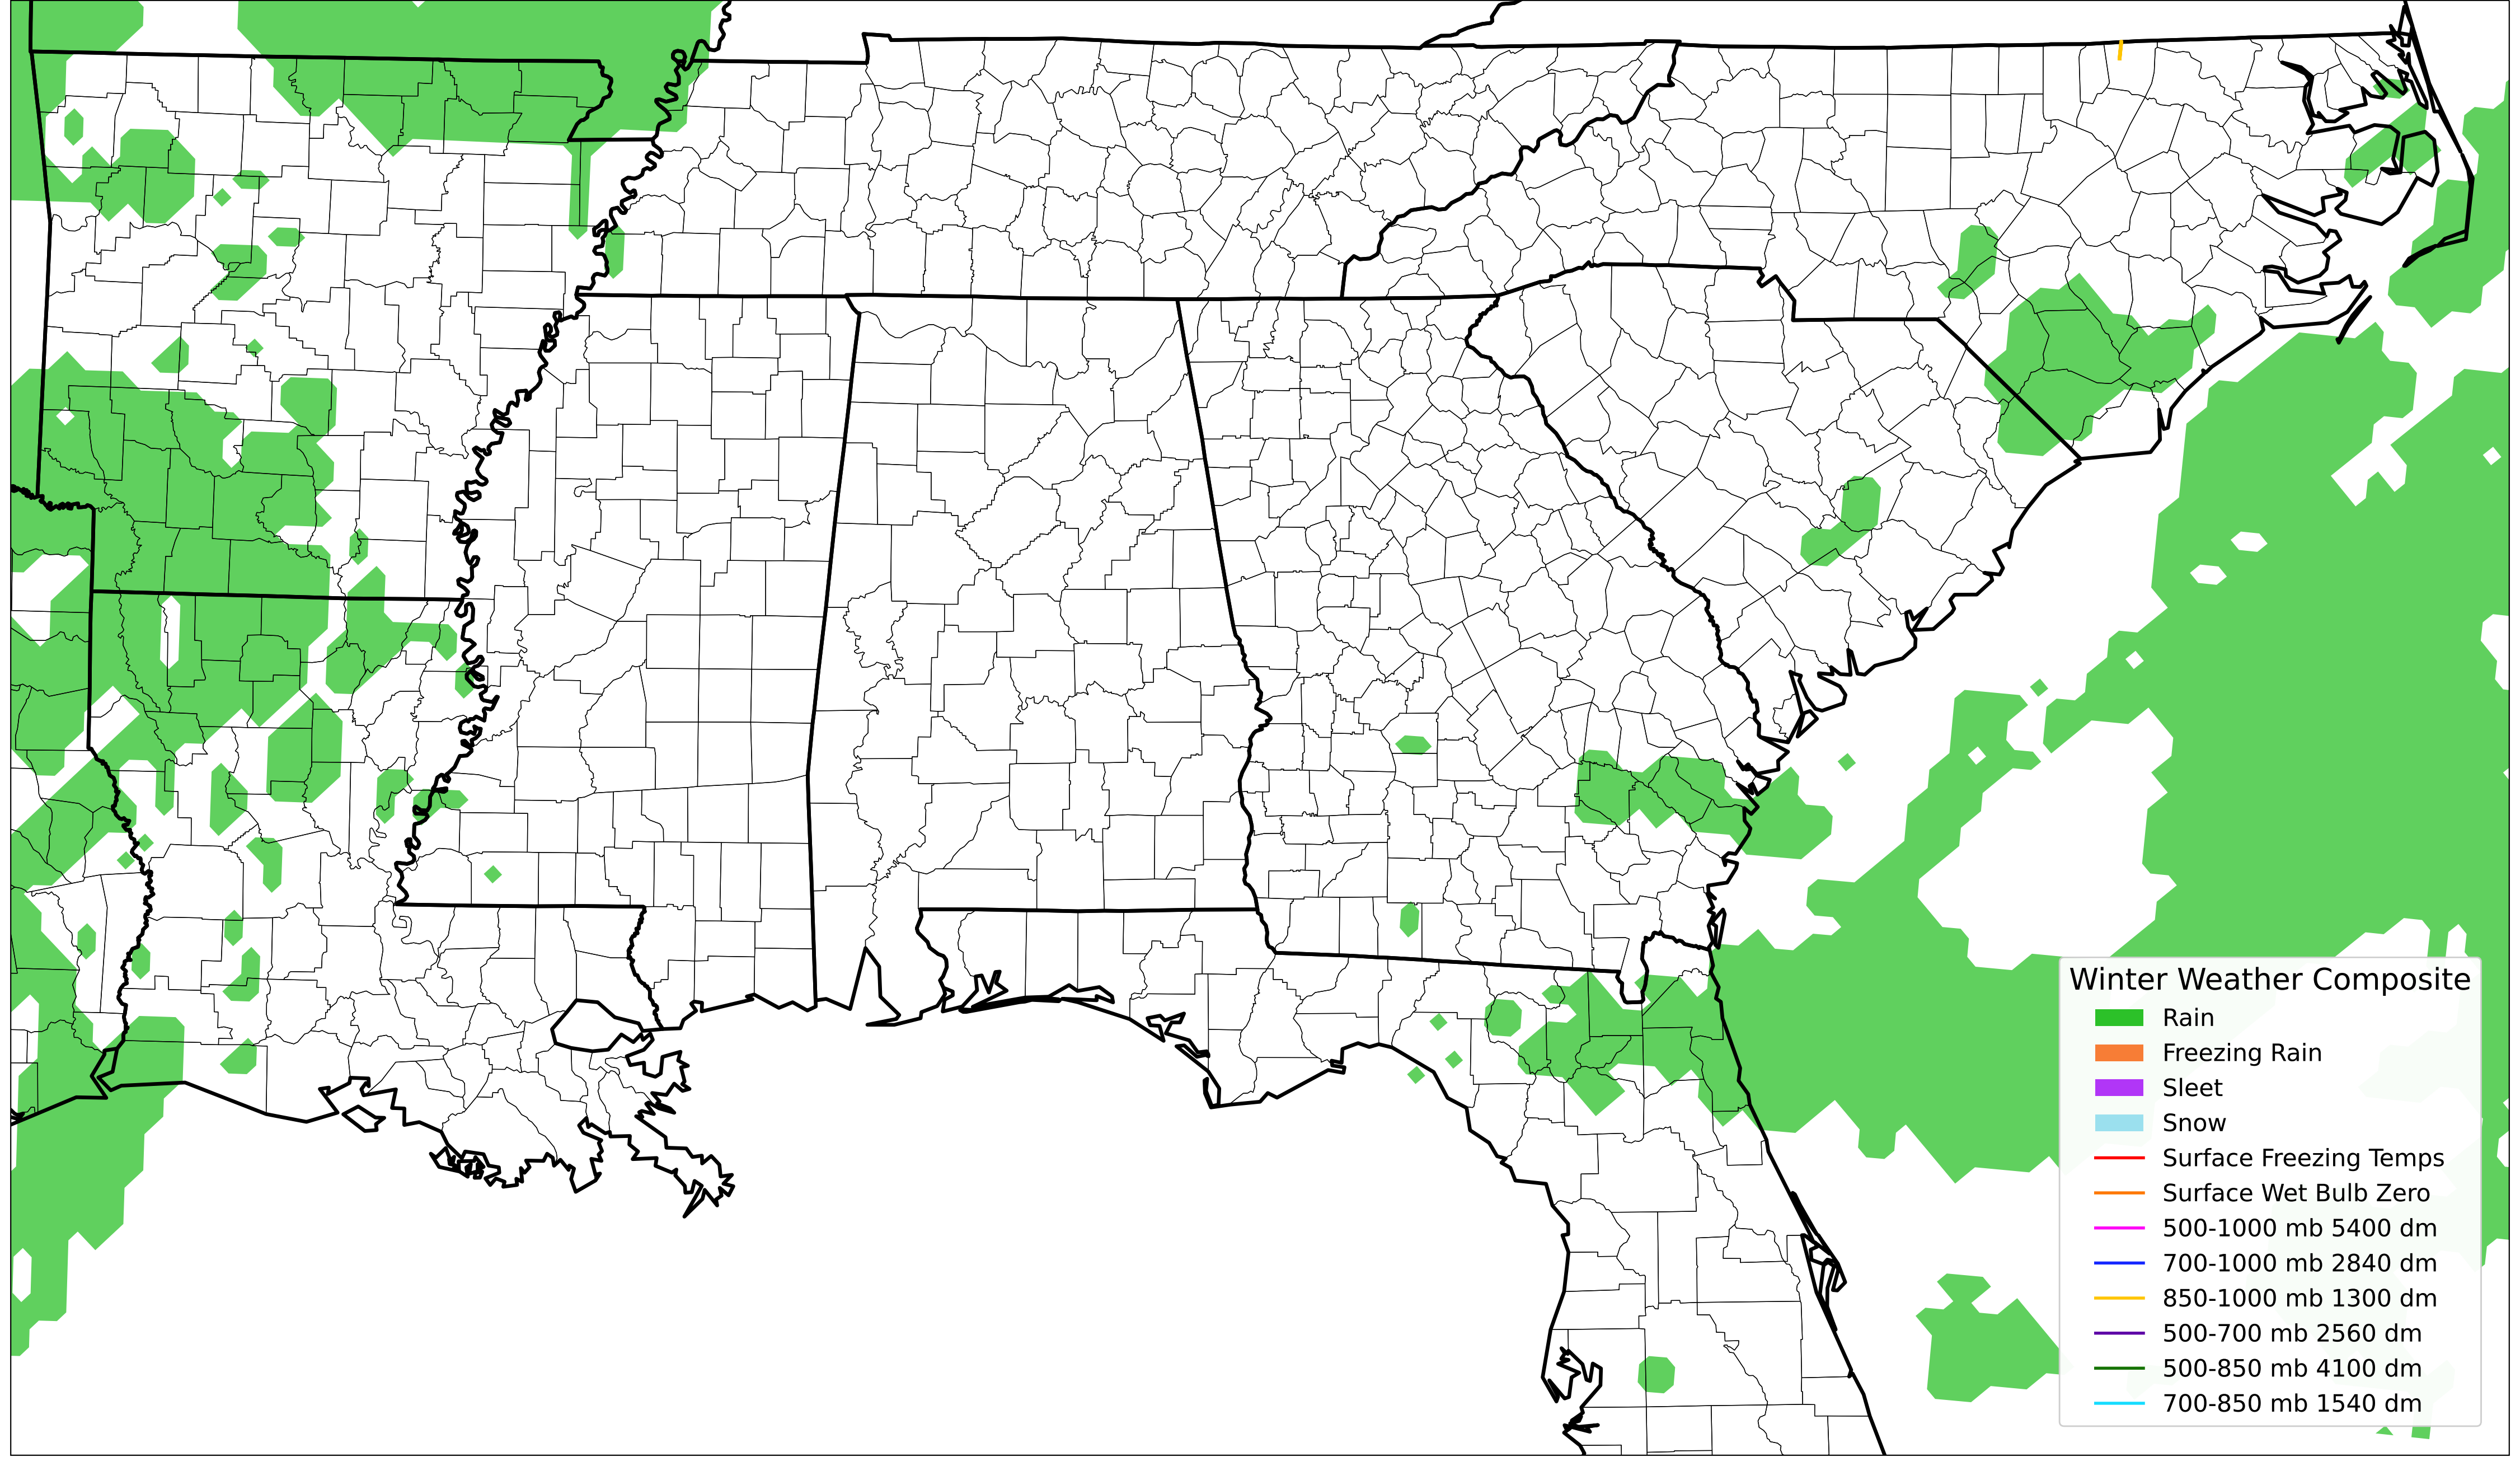 Winter Weather Composite
Rain
Freezing Rain
Sleet
Snow
Surface Freezing Temps
Surface Wet Bulb Zero
500-1000 mb 5400 dm
700-1000 mb 2840 dm
850-1000 mb 1300 dm
500-700 mb 2560 dm
500-850 mb 4100 dm
700-850 mb 1540 dm